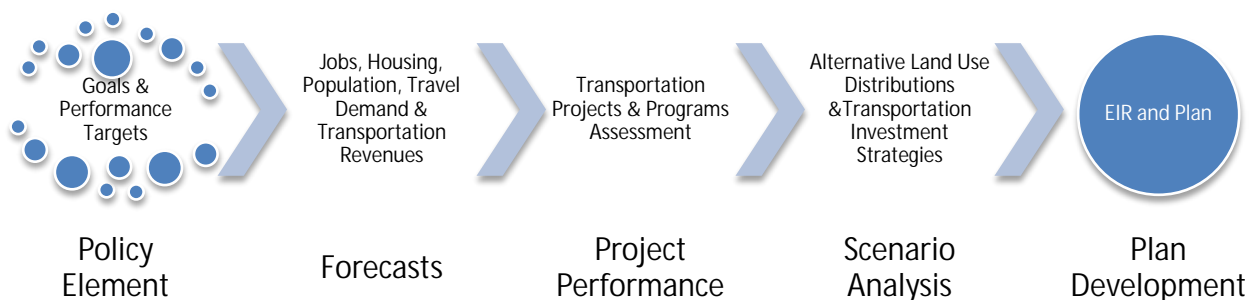 Goals &
Performance
Targets
Jobs, Housing,
Population, Travel
Demand &
Transportation
Revenues
Transportation
Projects & Programs
Assessment
Alternative Land Use
Distributions
&Transportation
Investment
Strategies
EIR and Plan
Policy
Element
Forecasts
Project
Performance
Scenario
Analysis
Plan
Development